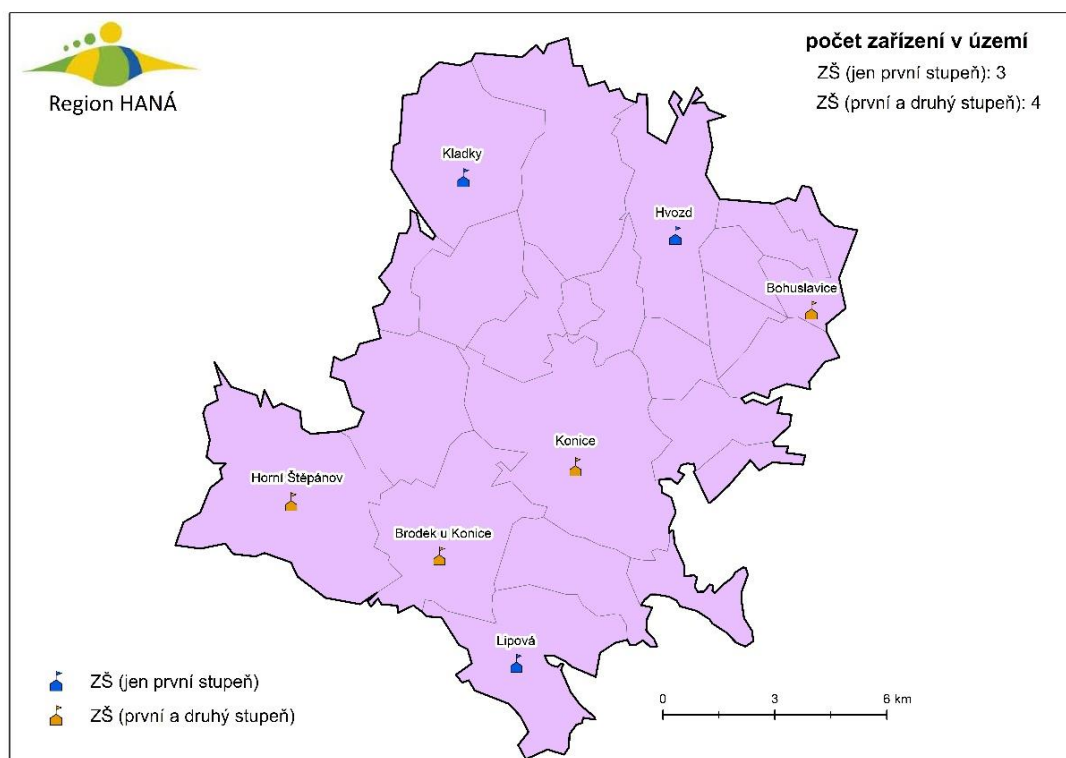 Region HANÁ
počet zařízení v území
ZŠ (jen první stupeň): 3
ZŠ (první a druhý stupeň): 4
Kladky
Hvozd
Bohuslavice
Konice
Horní Štěpánov
Brodek u Konice
Lipová
ZŠ (jen první stupeň)
ZŠ (první a druhý stupeň)
0 3 6 km